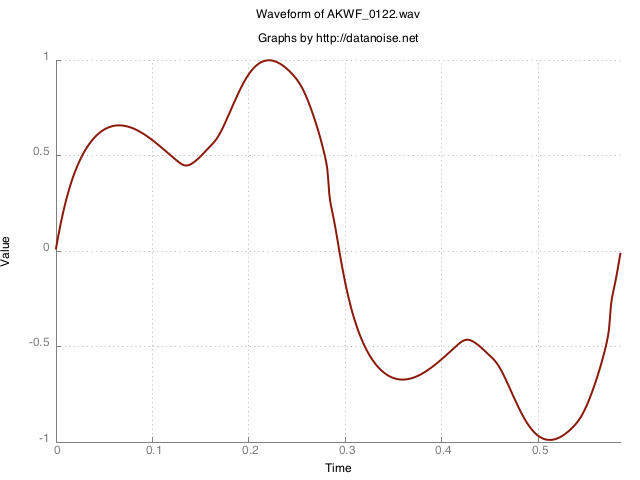 Waveform of AKWF_0122.wav
Graphs by http://datanoise.net
1
0.5
0
-0.5
-1
Value
0 0.1 0.2 0.3 0.4 0.5
Time